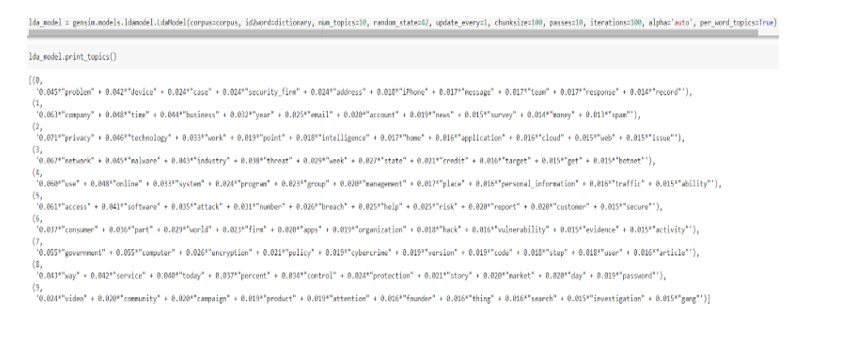 lda_model = gensim.models.ldamodel.LdaModel(corpus=corpus, id2word=dictionary, num_topics=10, random_state=42, update_every=1, chunksize=100, passes=10, iterations=100, alpha='auto', per_word_topics=True)
lda_model.print_topics()
[(0,
'0.045*"problem" + 0.042*"device" + 0.024*"case" + 0.024*"security_firm" + 0.024*"address" + 0.018*"iPhone" + 0.017*"message" + 0.017*"team" + 0.017*"response" + 0.014*"record"'),
(1,
'0.063*"company" + 0.048*"time" + 0.044*"business" + 0.032*"year" + 0.025*"email" + 0.020*"account" + 0.019*"news" + 0.015*"survey" + 0.014*"money" + 0.013*"spam"'),
(2,
'0.071*"privacy" + 0.046*"technology" + 0.033*"work" + 0.019*"point" + 0.018*"intelligence" + 0.017*"home" + 0.016*"application" + 0.016*"cloud" + 0.015*"web" + 0.015*"issue"'),
(3,
'0.067*"network" + 0.045*"malware" + 0.043*"industry" + 0.038*"threat" + 0.029*"week" + 0.027*"state" + 0.021*"credit" + 0.016*"target" + 0.015*"get" + 0.015*"botnet"'),
(4,
'0.060*"use" + 0.048*"online" + 0.033*"system" + 0.024*"program" + 0.023*"group" + 0.020*"management" + 0.017*"place" + 0.016*"personal_information" + 0.016*"traffic" + 0.015*"ability"'),
(5,
'0.061*"access" + 0.041*"software" + 0.035*"attack" + 0.031*"number" + 0.026*"breach" + 0.025*"help" + 0.025*"risk" + 0.020*"report" + 0.020*"customer" + 0.015*"secure"'),
(6,
'0.037*"consumer" + 0.036*"part" + 0.029*"world" + 0.023*"firm" + 0.020*"apps" + 0.019*"organization" + 0.018*"hack" + 0.016*"vulnerability" + 0.015*"evidence" + 0.015*"activity"'),
(7,
'0.055*"government" + 0.055*"computer" + 0.026*"encryption" + 0.021*"policy" + 0.019*"cybercrime" + 0.019*"version" + 0.019*"code" + 0.018*"step" + 0.018*"user" + 0.016*"article"'),
(8,
'0.043*"way" + 0.042*"service" + 0.040*"today" + 0.037*"percent" + 0.034*"control" + 0.024*"protection" + 0.021*"story" + 0.020*"market" + 0.020*"day" + 0.019*"password"'),
(9,
'0.024*"video" + 0.020*"community" + 0.020*"campaign" + 0.019*"product" + 0.019*"attention" + 0.016*"founder" + 0.016*"thing" + 0.016*"search" + 0.015*"investigation" + 0.015*"gang"')]